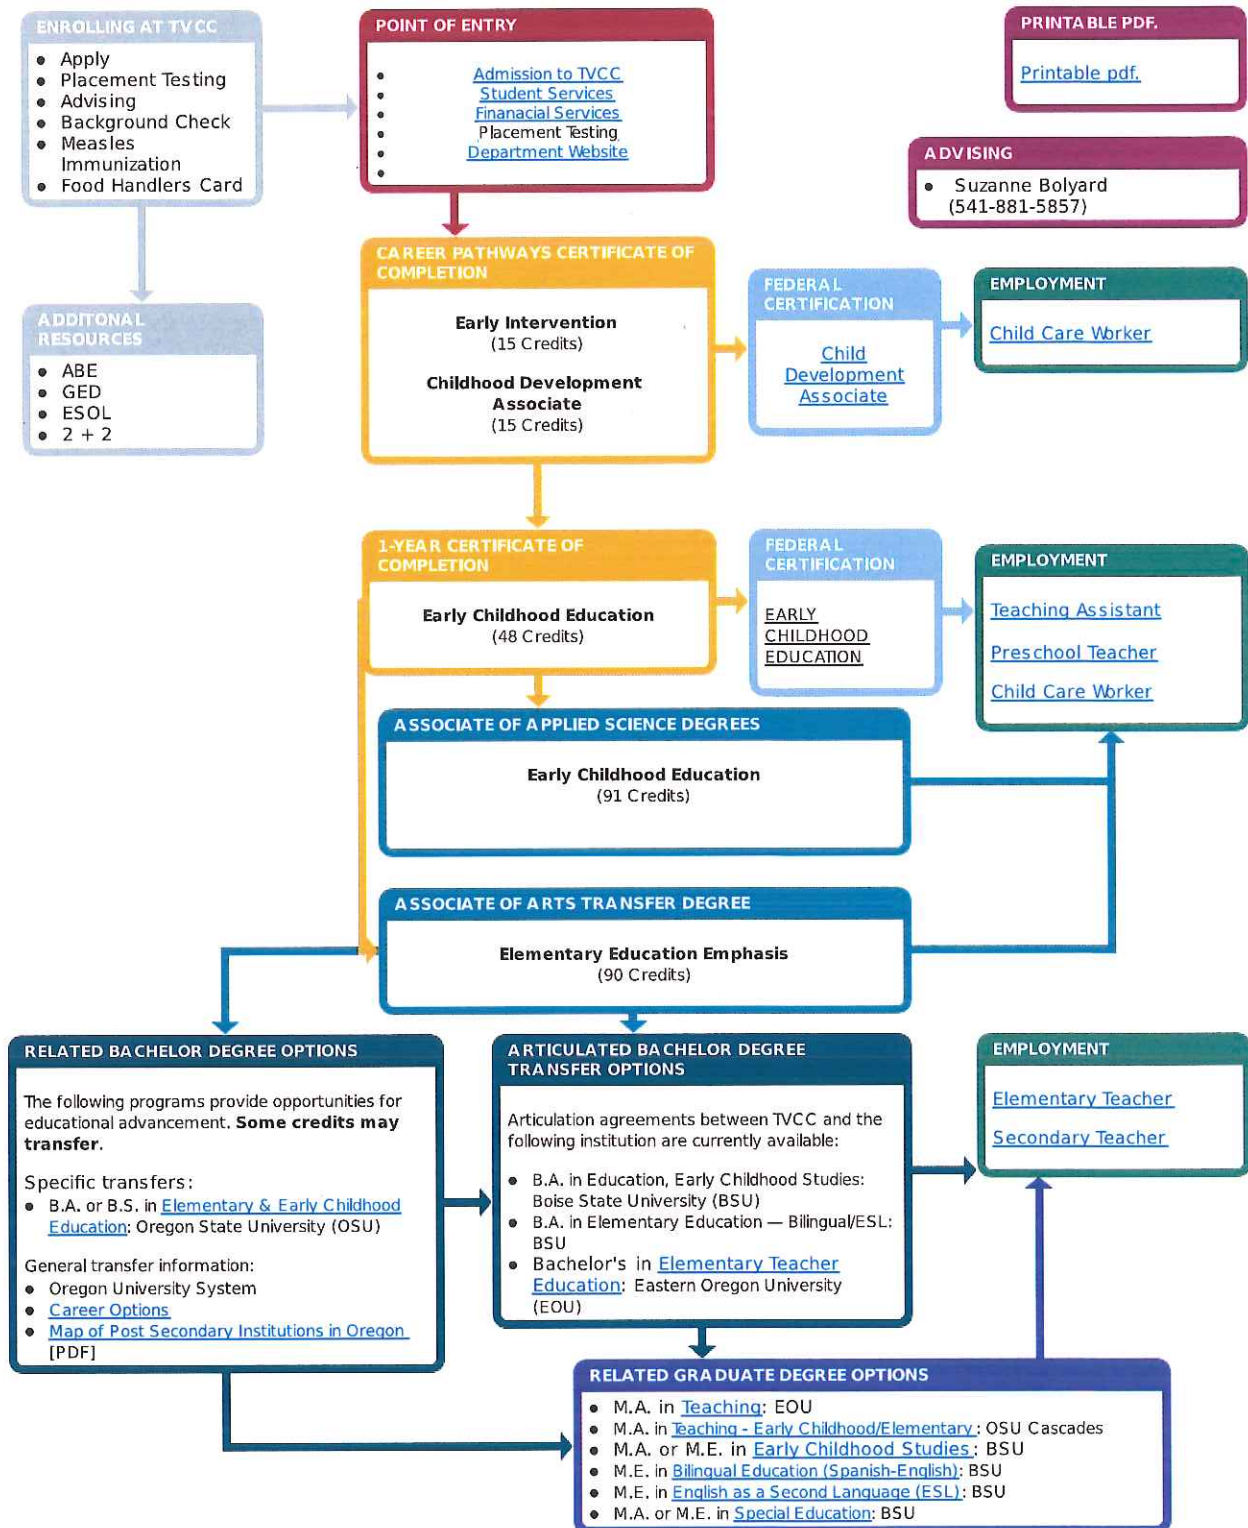 ENROLLING AT TVCC
• Apply
• Placement Testing
• Advising
• Background Check
• Measles
Immunization
• Food Handlers Card
POINT OF ENTRY
• Admission to TVCC
• Student Services
• Finanacial Services
• Placement Testing
• Department Website
•
PRINTABLE PDF.
Printable pdf.
ADVISING
• Suzanne Bolyard
(541-881-5857)
ADDITONAL
RESOURCES
• ABE
• GED
• ESOL
• 2 + 2
CAREER PATHWAYS CERTIFICATE OF
COMPLETION
Early Intervention
(15 Credits)
Childhood Development
Associate
(15 Credits)
FEDERAL
CERTIFICATION
Child
Development
Associate
EMPLOYMENT
Child Care Worker
1-YEAR CERTIFICATE OF
COMPLETION
Early Childhood Education
(48 Credits)
FEDERAL
CERTIFICATION
EARLY
CHILDHOOD
EDUCATION
EMPLOYMENT
Teaching Assistant
Preschool Teacher
Child Care Worker
ASSOCIATE OF APPLIED SCIENCE DEGREES
Early Childhood Education
(91 Credits)
ASSOCIATE OF ARTS TRANSFER DEGREE
Elementary Education Emphasis
(90 Credits)
RELATED BACHELOR DEGREE OPTIONS
The following programs provide opportunities for
educational advancement. Some credits may
transfer.
Specific transfers:
• B.A. or B.S. in Elementary & Early Childhood
Education: Oregon State University (OSU)
General transfer information:
• Oregon University System
• Career Options
• Map of Post Secondary Institutions in Oregon
[PDF]
ARTICULATED BACHELOR DEGREE
TRANSFER OPTIONS
Articulation agreements between TVCC and the
following institution are currently available:
• B.A. in Education, Early Childhood Studies:
Boise State University (BSU)
• B.A. in Elementary Education — Bilingual/ESL:
BSU
• Bachelor's in Elementary Teacher
Education: Eastern Oregon University
(EOU)
EMPLOYMENT
Elementary Teacher
Secondary Teacher
RELATED GRADUATE DEGREE OPTIONS
• M.A. in Teaching: EOU
• M.A. in Teaching - Early Childhood/Elementary: OSU Cascades
• M.A. or M.E. in Early Childhood Studies: BSU
• M.E. in Bilingual Education (Spanish-English): BSU
• M.E. in English as a Second Language (ESL): BSU
• M.A. or M.E. in Special Education: BSU